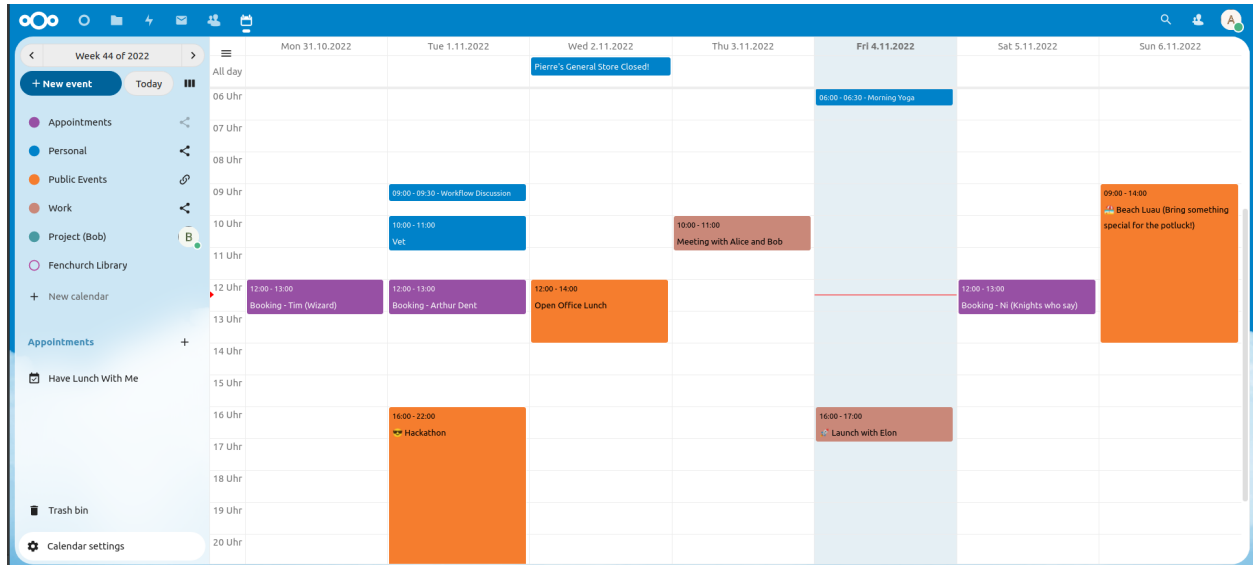 A
Week 44 of 2022
+ New event
Today
Appointments
Personal
Public Events
Work
Project (Bob)
B
Fenchurch Library
+ New calendar
Appointments
+
Have Lunch With Me
Trash bin
Calendar settings
Mon 31.10.2022
Tue 1.11.2022
Wed 2.11.2022
Thu 3.11.2022
Fri 4.11.2022
Sat 5.11.2022
Sun 6.11.2022
All day
Pierre's General Store Closed!
06 Uhr
06:00 - 06:30 - Morning Yoga
07 Uhr
08 Uhr
09 Uhr
09:00 - 09:30 - Workflow Discussion
09:00 - 14:00
🏖️ Beach Luau (Bring something
special for the potluck!)
10 Uhr
10:00 - 11:00
Vet
10:00 - 11:00
Meeting with Alice and Bob
11 Uhr
12 Uhr
12:00 - 13:00
Booking - Tim (Wizard)
12:00 - 13:00
Booking - Arthur Dent
12:00 - 14:00
Open Office Lunch
12:00 - 13:00
Booking - Ni (Knights who say)
13 Uhr
14 Uhr
15 Uhr
16 Uhr
16:00 - 22:00
😎 Hackathon
16:00 - 17:00
Launch with Elon
17 Uhr
18 Uhr
19 Uhr
20 Uhr